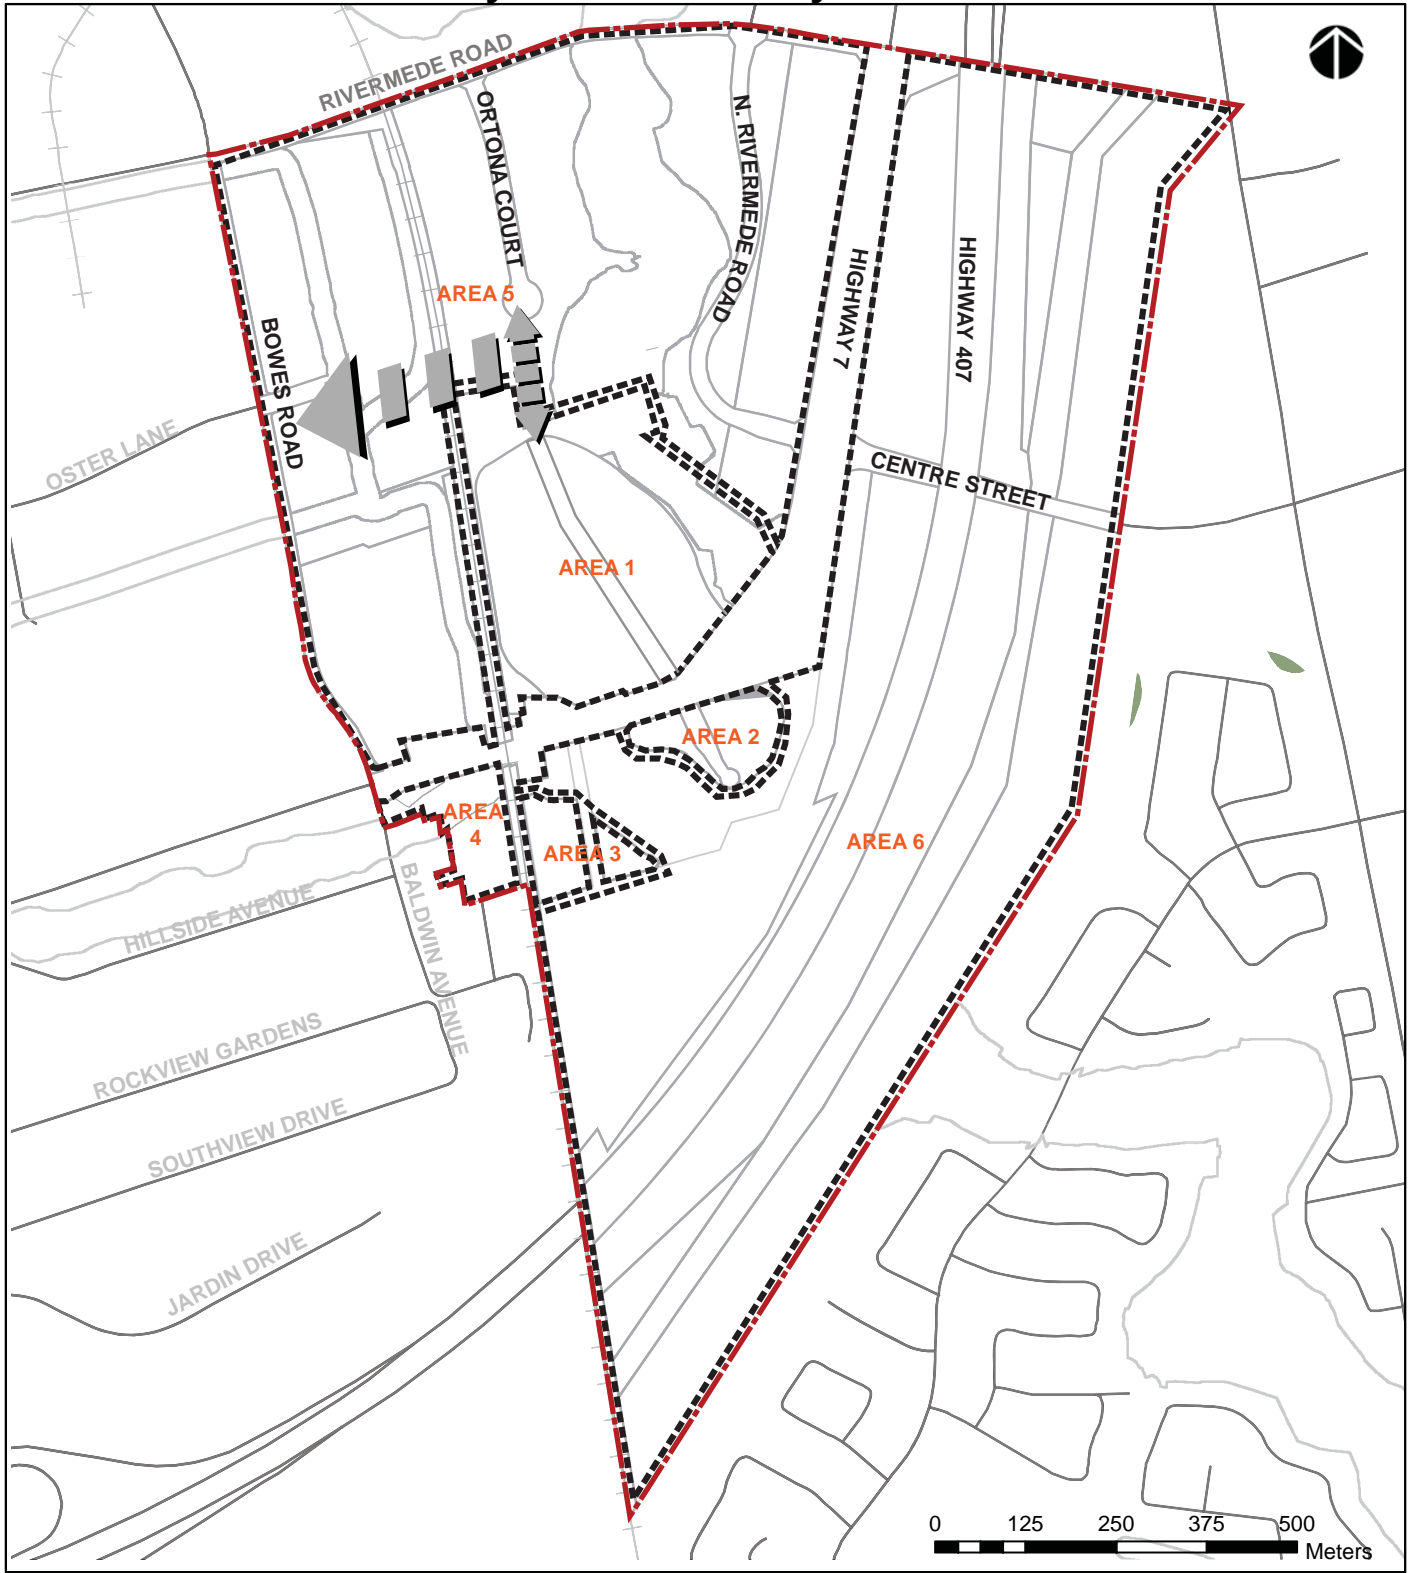 RIVERMEDE ROAD
ORTONA COURT
N. RIVERMEDE ROAD
AREA 5
HIGHWAY 7
HIGHWAY 407
BOWES ROAD
OSTER LANE
CENTRE STREET
AREA 1
AREA 2
AREA
4
AREA 3
AREA 6
HILLSIDE AVENUE
BALDWIN AVENUE
ROCKVIEW GARDENS
SOUTHVIEW DRIVE
JARDIN DRIVE
0 125 250 375 500
Meters